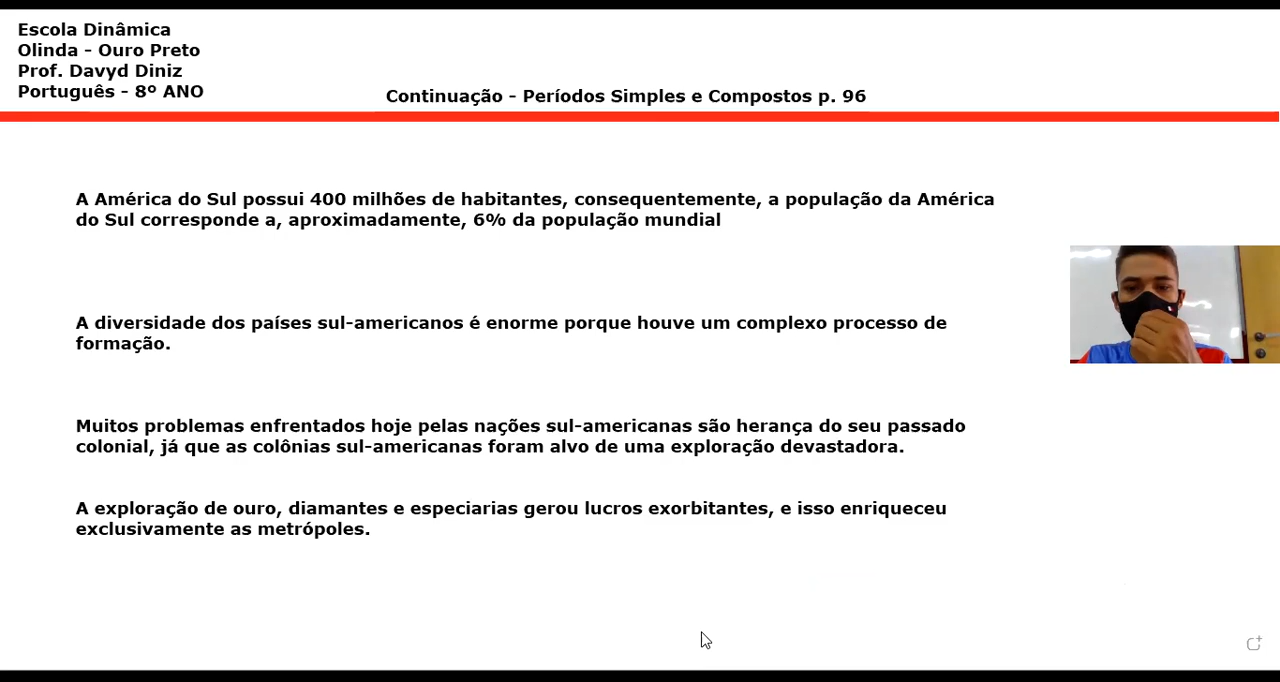 Escola Dinâmica
Olinda - Ouro Preto
Prof. Davyd Diniz
Português - 8º ANO
Continuação - Períodos Simples e Compostos p. 96
A América do Sul possui 400 milhões de habitantes, consequentemente, a população da América
do Sul corresponde a, aproximadamente, 6% da população mundial
A diversidade dos países sul-americanos é enorme porque houve um complexo processo de
formação.
Muitos problemas enfrentados hoje pelas nações sul-americanas são herança do seu passado
colonial, já que as colônias sul-americanas foram alvo de uma exploração devastadora.
A exploração de ouro, diamantes e especiarias gerou lucros exorbitantes, e isso enriqueceu
exclusivamente as metrópoles.